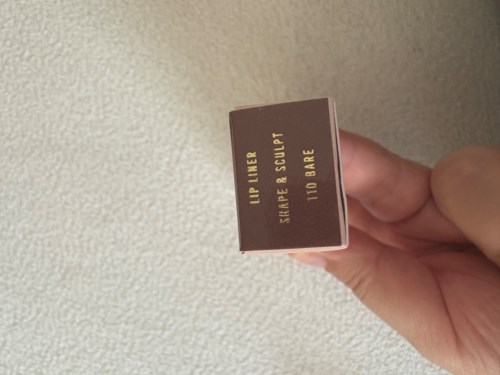 LIP LINER
SHAPE & SCULPT
110 BARE